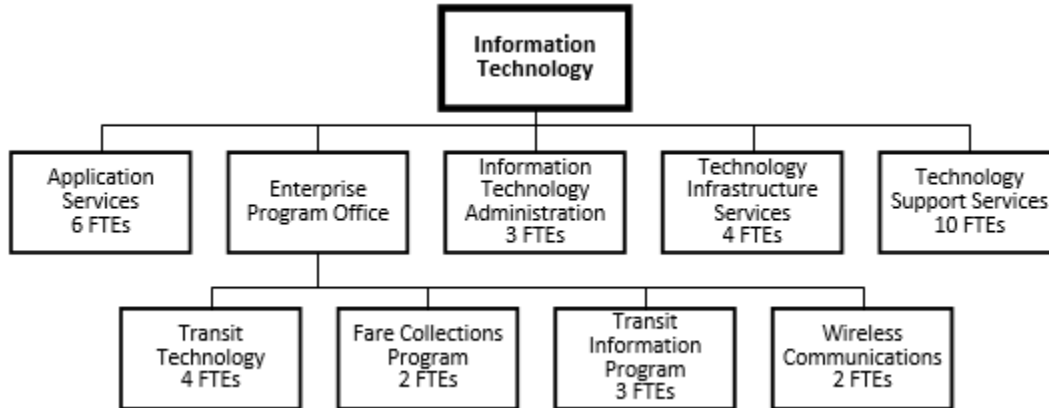 Information
Technology
Application
Services
6 FTEs
Enterprise
Program Office
Information
Technology
Administration
3 FTEs
Technology
Infrastructure
Services
4 FTEs
Technology
Support Services
10 FTEs
Transit
Technology
4 FTEs
Fare Collections
Program
2 FTEs
Transit
Information
Program
3 FTEs
Wireless
Communications
2 FTEs